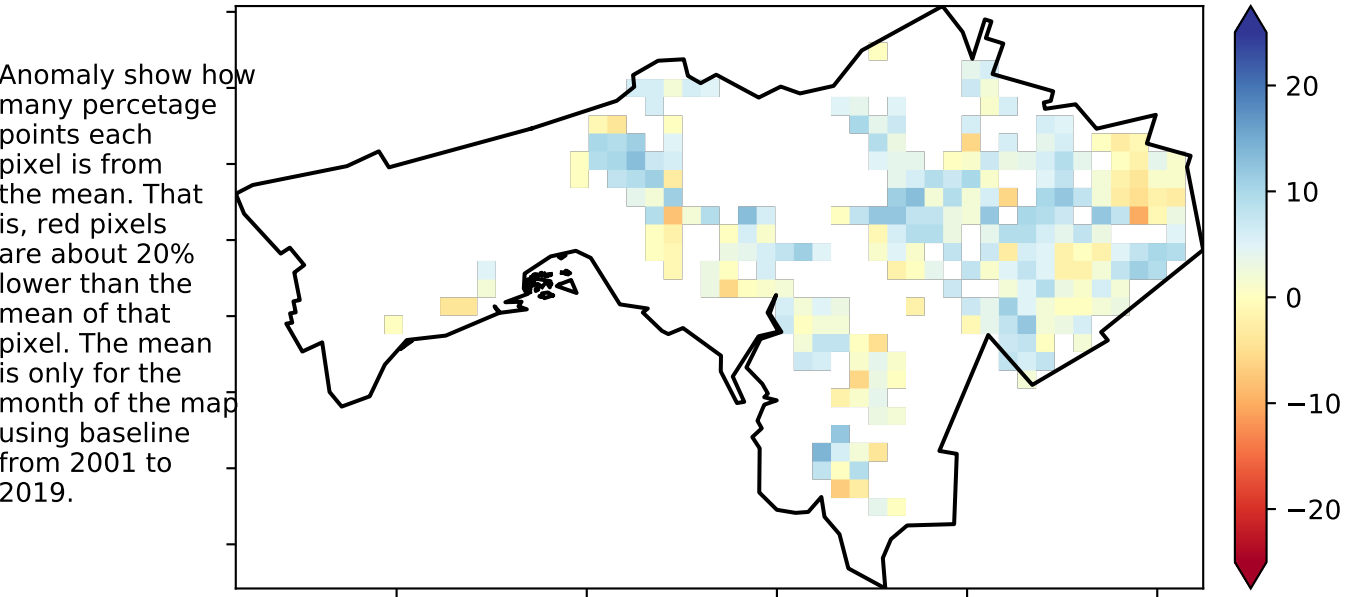 Anomaly show how
many percetage
points each
pixel is from
the mean. That
is, red pixels
are about 20%
lower than the
mean of that
pixel. The mean
is only for the
month of the map
using baseline
from 2001 to
2019.
20
10
0
−10
−20